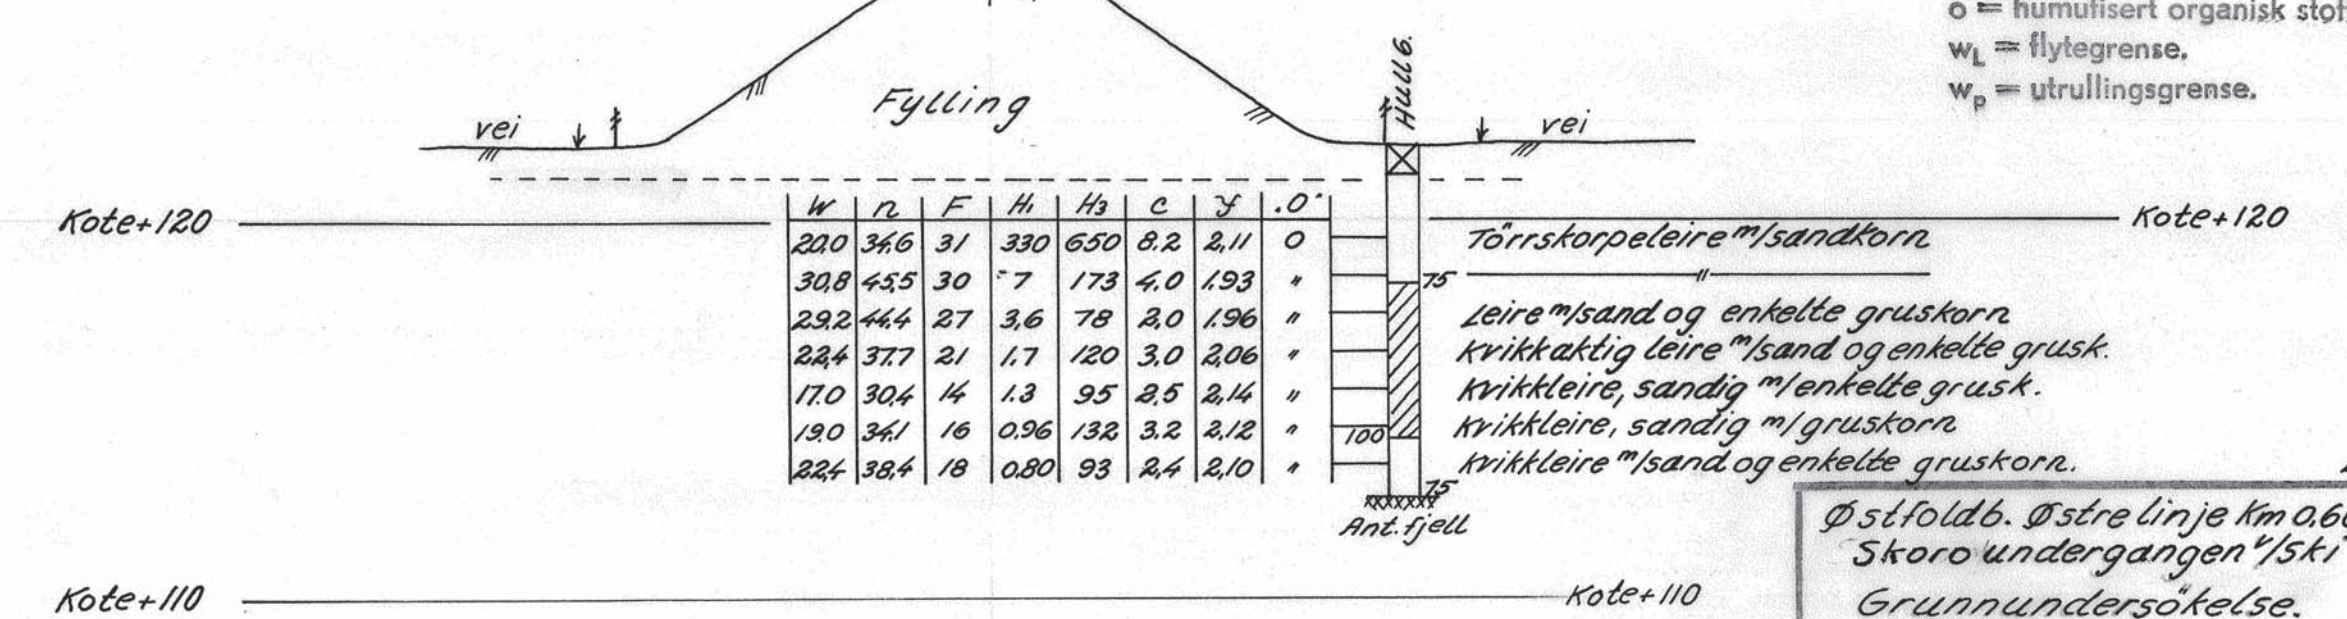 o = humufisert organisk stof
w_L = flytegrense.
w_p = utrullingsgrense.
Hull 6.
Fylling
vei
vei
Kote+120
Kote+120
W n F H₁ H₃ C γ .O.
20,0 34,6 31 330 650 8.2 2,11 O Törrskorpeleire m/sandkorn
30,8 45,5 30 7 173 4.0 1.93 " 75 —"—
29.2 44.4 27 3,6 78 2,0 1.96 " Leire m/sand og enkelte gruskorn
22,4 37.7 21 1.7 120 3,0 2,06 " Kvikkaktig leire m/sand og enkelte grusk.
17.0 30,4 14 1.3 95 2,5 2,14 " Kvikkleire, sandig m/enkelte grusk.
19.0 34,1 16 0,96 132 3.2 2,12 " 100 Kvikkleire, sandig m/gruskorn
22,4 38,4 18 0,80 93 2,4 2,10 " Kvikkleire m/sand og enkelte gruskorn.
75
Ant. fjell
Østfoldb. Østre linje Km 0,6
Skoro undergangen v/Ski
Grunnundersökelse.
Kote+110
Kote+110